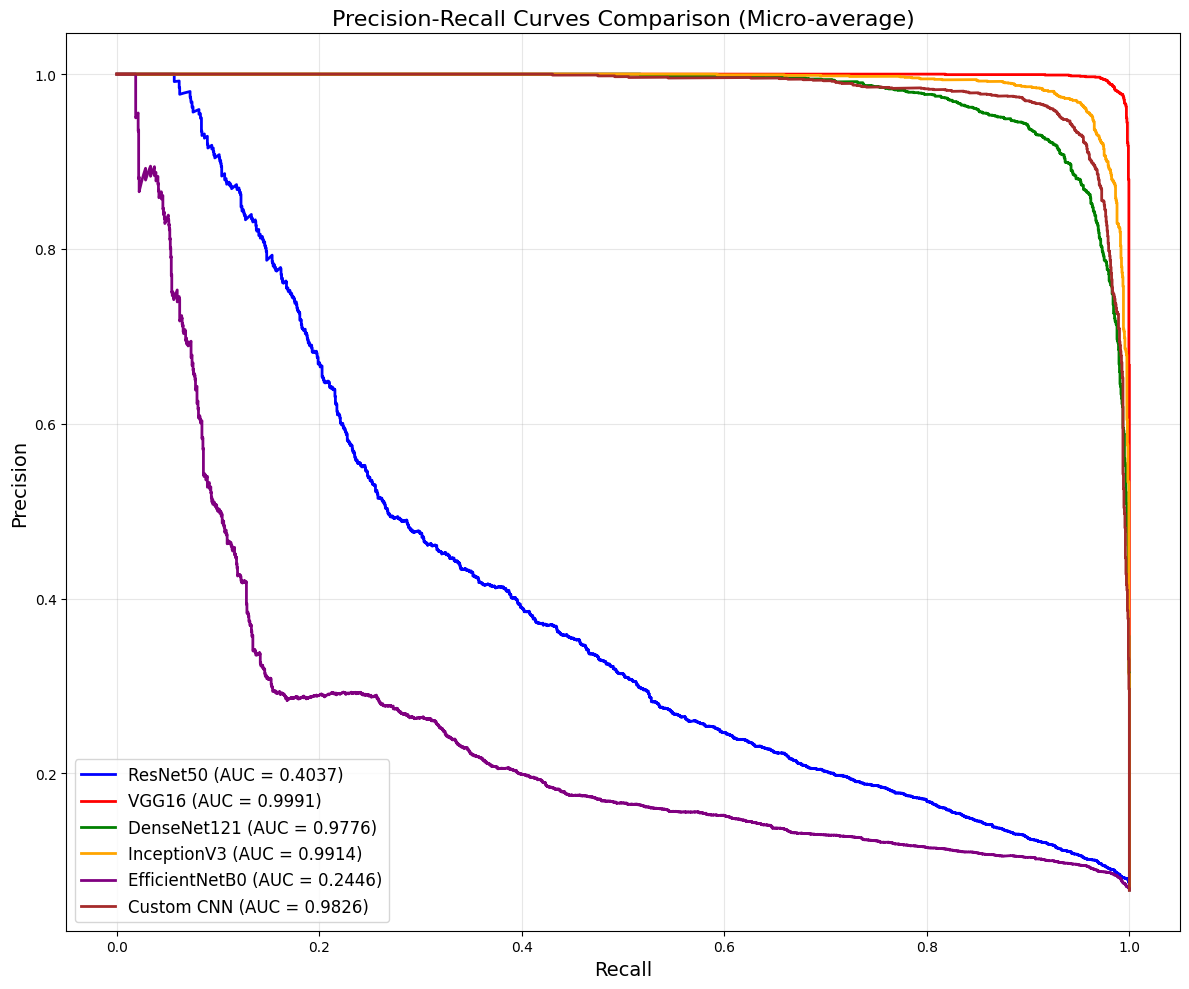 Precision-Recall Curves Comparison (Micro-average)
1.0
0.8
0.6
0.4
0.2
Precision
ResNet50 (AUC = 0.4037)
VGG16 (AUC = 0.9991)
DenseNet121 (AUC = 0.9776)
InceptionV3 (AUC = 0.9914)
EfficientNetB0 (AUC = 0.2446)
Custom CNN (AUC = 0.9826)
0.0 0.2 0.4 0.6 0.8 1.0
Recall